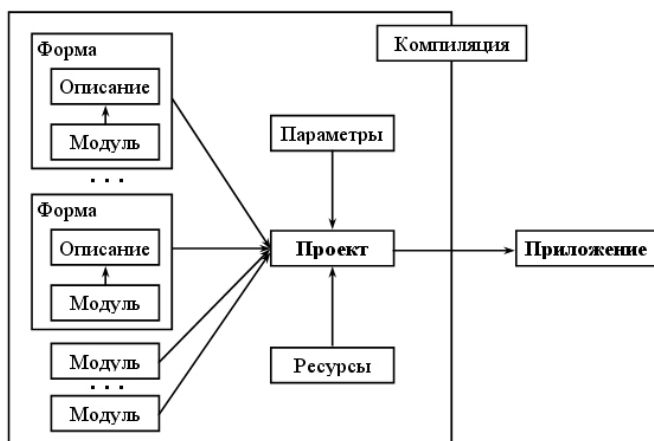 Форма
Описание
Модуль
. . .
Форма
Описание
Модуль
Модуль
. . .
Модуль
Компиляция
Параметры
Проект
Ресурсы
Приложение